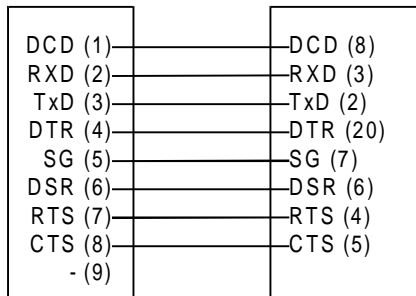 DCD (1) DCD (8)
RXD (2) RXD (3)
TxD (3) TxD (2)
DTR (4) DTR (20)
SG (5) SG (7)
DSR (6) DSR (6)
RTS (7) RTS (4)
CTS (8) CTS (5)
- (9)